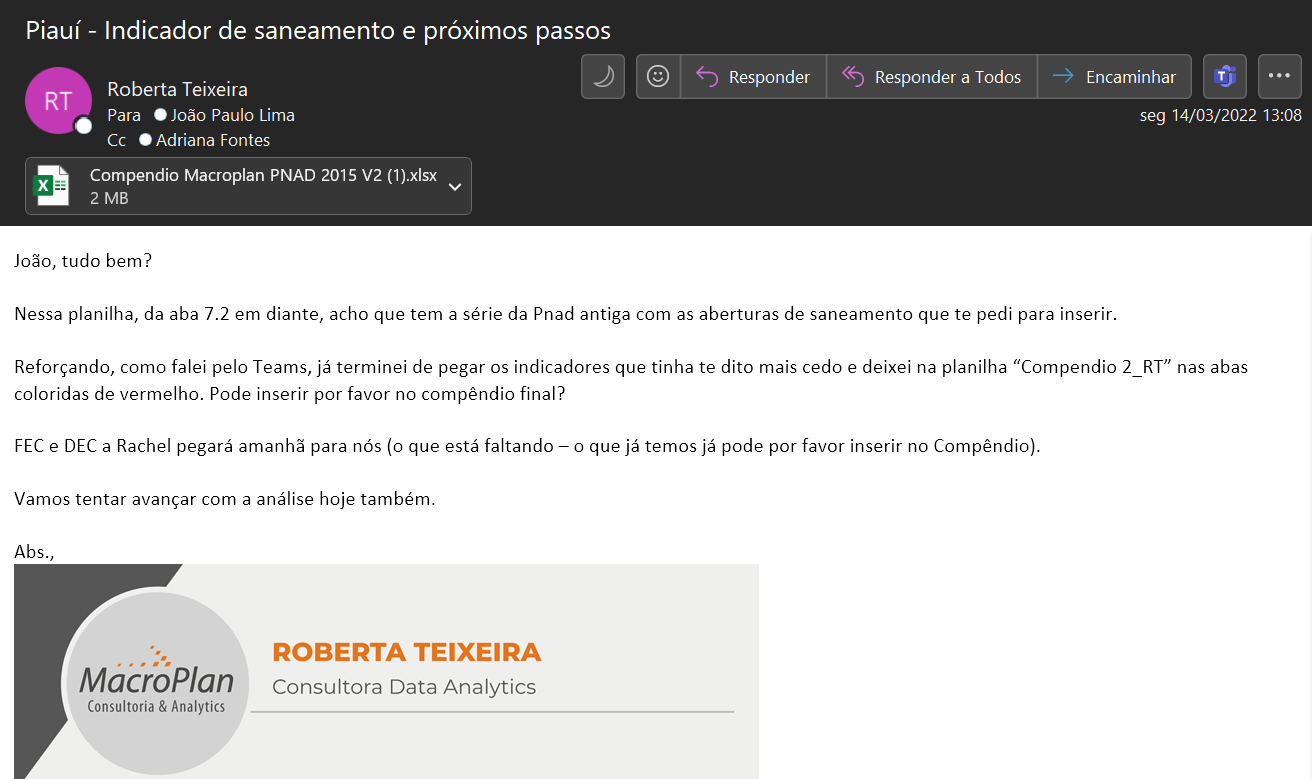 Piauí - Indicador de saneamento e próximos passos
RT
Roberta Teixeira
Para João Paulo Lima
Cc Adriana Fontes
Responder
Responder a Todos
Encaminhar
seg 14/03/2022 13:08
Compendio Macroplan PNAD 2015 V2 (1).xlsx
2 MB
João, tudo bem?
Nessa planilha, da aba 7.2 em diante, acho que tem a série da Pnad antiga com as aberturas de saneamento que te pedi para inserir.
Reforçando, como falei pelo Teams, já terminei de pegar os indicadores que tinha te dito mais cedo e deixei na planilha “Compendio 2_RT” nas abas
coloridas de vermelho. Pode inserir por favor no compêndio final?
FEC e DEC a Rachel pegará amanhã para nós (o que está faltando – o que já temos já pode por favor inserir no Compêndio).
Vamos tentar avançar com a análise hoje também.
Abs.,
MacroPlan
Consultoria & Analytics
ROBERTA TEIXEIRA
Consultora Data Analytics